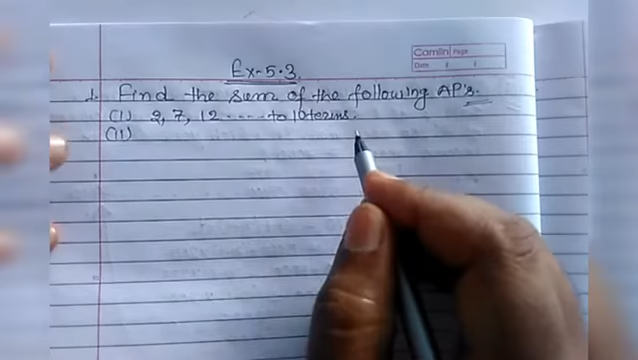 Camlin Page
Date / /
Ex-5.3.
1. Find the sum of the following AP's.
(i) 2, 7, 12 ..... to 10 terms.
(ii)